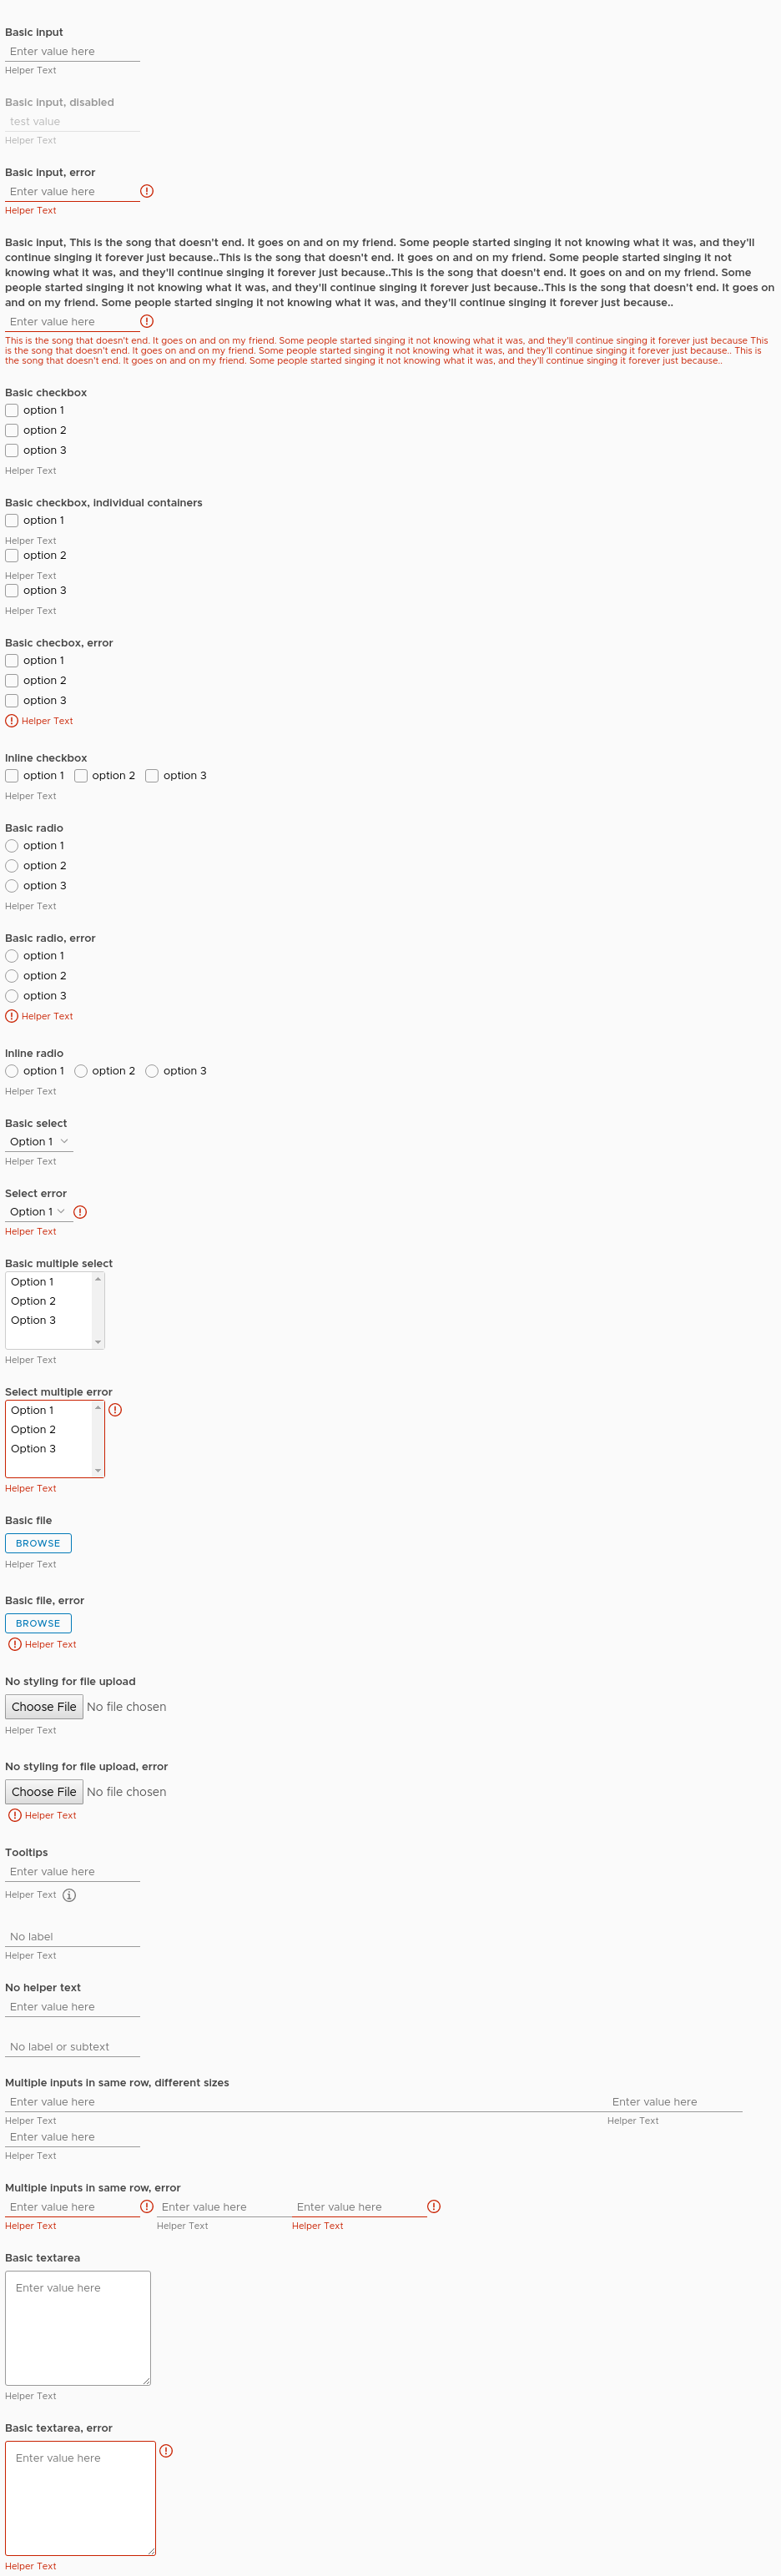 Basic input
Enter value here
Helper Text
Basic input, disabled
test value
Helper Text
Basic input, error
Enter value here
Helper Text
Basic input, This is the song that doesn't end. It goes on and on my friend. Some people started singing it not knowing what it was, and they'll
continue singing it forever just because..This is the song that doesn't end. It goes on and on my friend. Some people started singing it not
knowing what it was, and they'll continue singing it forever just because..This is the song that doesn't end. It goes on and on my friend. Some
people started singing it not knowing what it was, and they'll continue singing it forever just because..This is the song that doesn't end. It goes on
and on my friend. Some people started singing it not knowing what it was, and they'll continue singing it forever just because..
Enter value here
This is the song that doesn't end. It goes on and on my friend. Some people started singing it not knowing what it was, and they'll continue singing it forever just because This
is the song that doesn't end. It goes on and on my friend. Some people started singing it not knowing what it was, and they'll continue singing it forever just because.. This is
the song that doesn't end. It goes on and on my friend. Some people started singing it not knowing what it was, and they'll continue singing it forever just because..
Basic checkbox
option 1
option 2
option 3
Helper Text
Basic checkbox, individual containers
option 1
Helper Text
option 2
Helper Text
option 3
Helper Text
Basic checbox, error
option 1
option 2
option 3
Helper Text
Inline checkbox
option 1 option 2 option 3
Helper Text
Basic radio
option 1
option 2
option 3
Helper Text
Basic radio, error
option 1
option 2
option 3
Helper Text
Inline radio
option 1 option 2 option 3
Helper Text
Basic select
Option 1
Helper Text
Select error
Option 1
Helper Text
Basic multiple select
Option 1
Option 2
Option 3
Helper Text
Select multiple error
Option 1
Option 2
Option 3
Helper Text
Basic file
BROWSE
Helper Text
Basic file, error
BROWSE
Helper Text
No styling for file upload
Choose File No file chosen
Helper Text
No styling for file upload, error
Choose File No file chosen
Helper Text
Tooltips
Enter value here
Helper Text
No label
Helper Text
No helper text
Enter value here
No label or subtext
Multiple inputs in same row, different sizes
Enter value here Enter value here
Helper Text Helper Text
Enter value here
Helper Text
Multiple inputs in same row, error
Enter value here Enter value here Enter value here
Helper Text Helper Text Helper Text
Basic textarea
Enter value here
Helper Text
Basic textarea, error
Enter value here
Helper Text